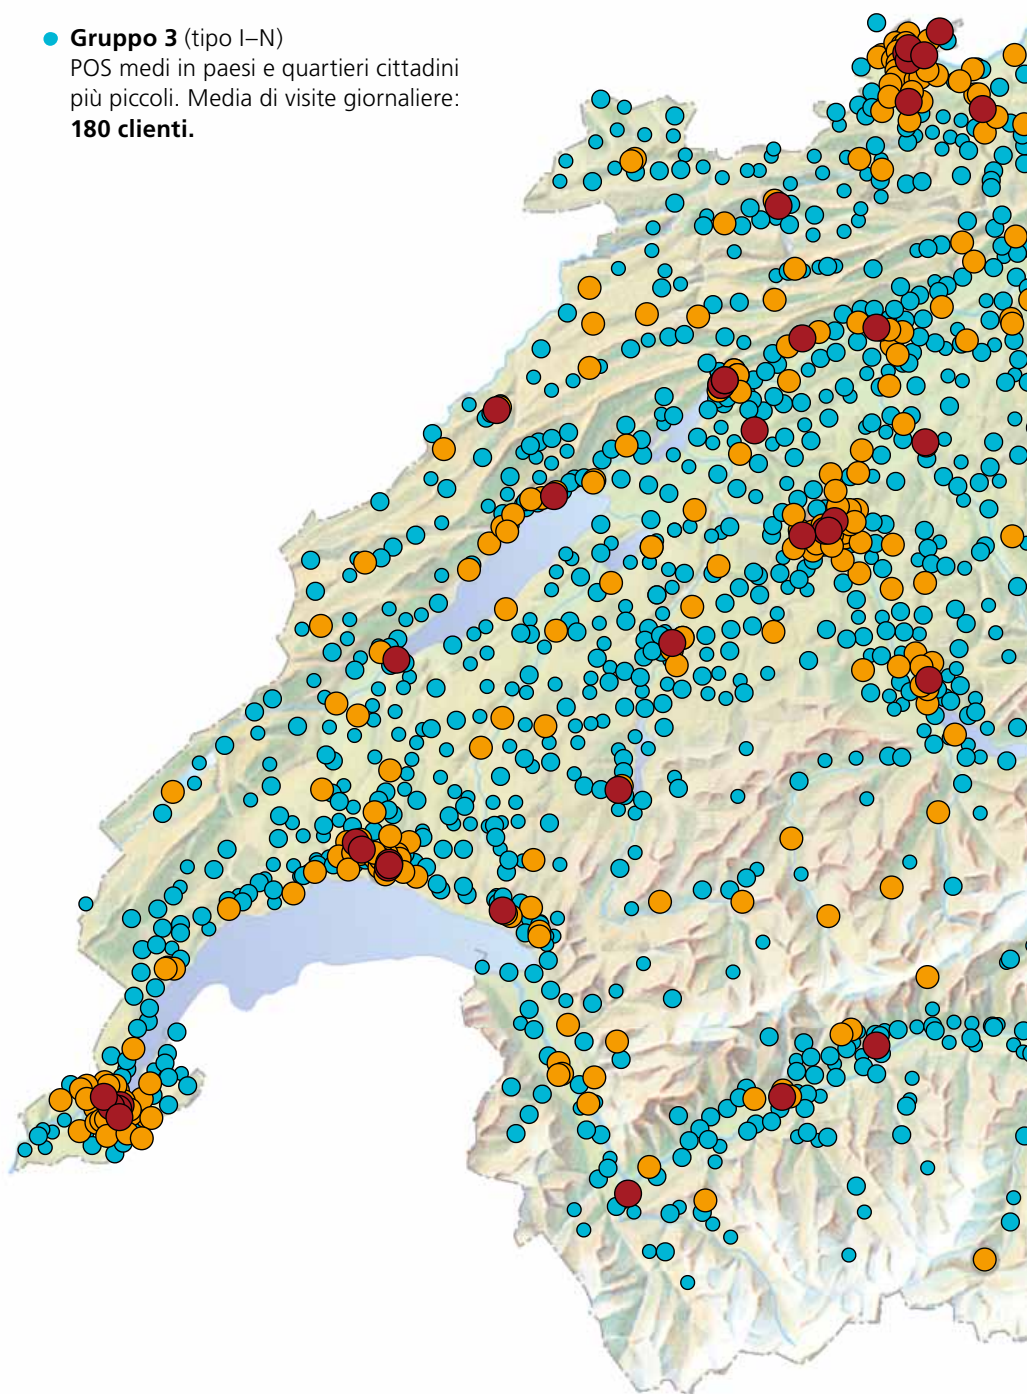 Gruppo 3 (tipo I–N)
POS medi in paesi e quartieri cittadini
più piccoli. Media di visite giornaliere:
180 clienti.